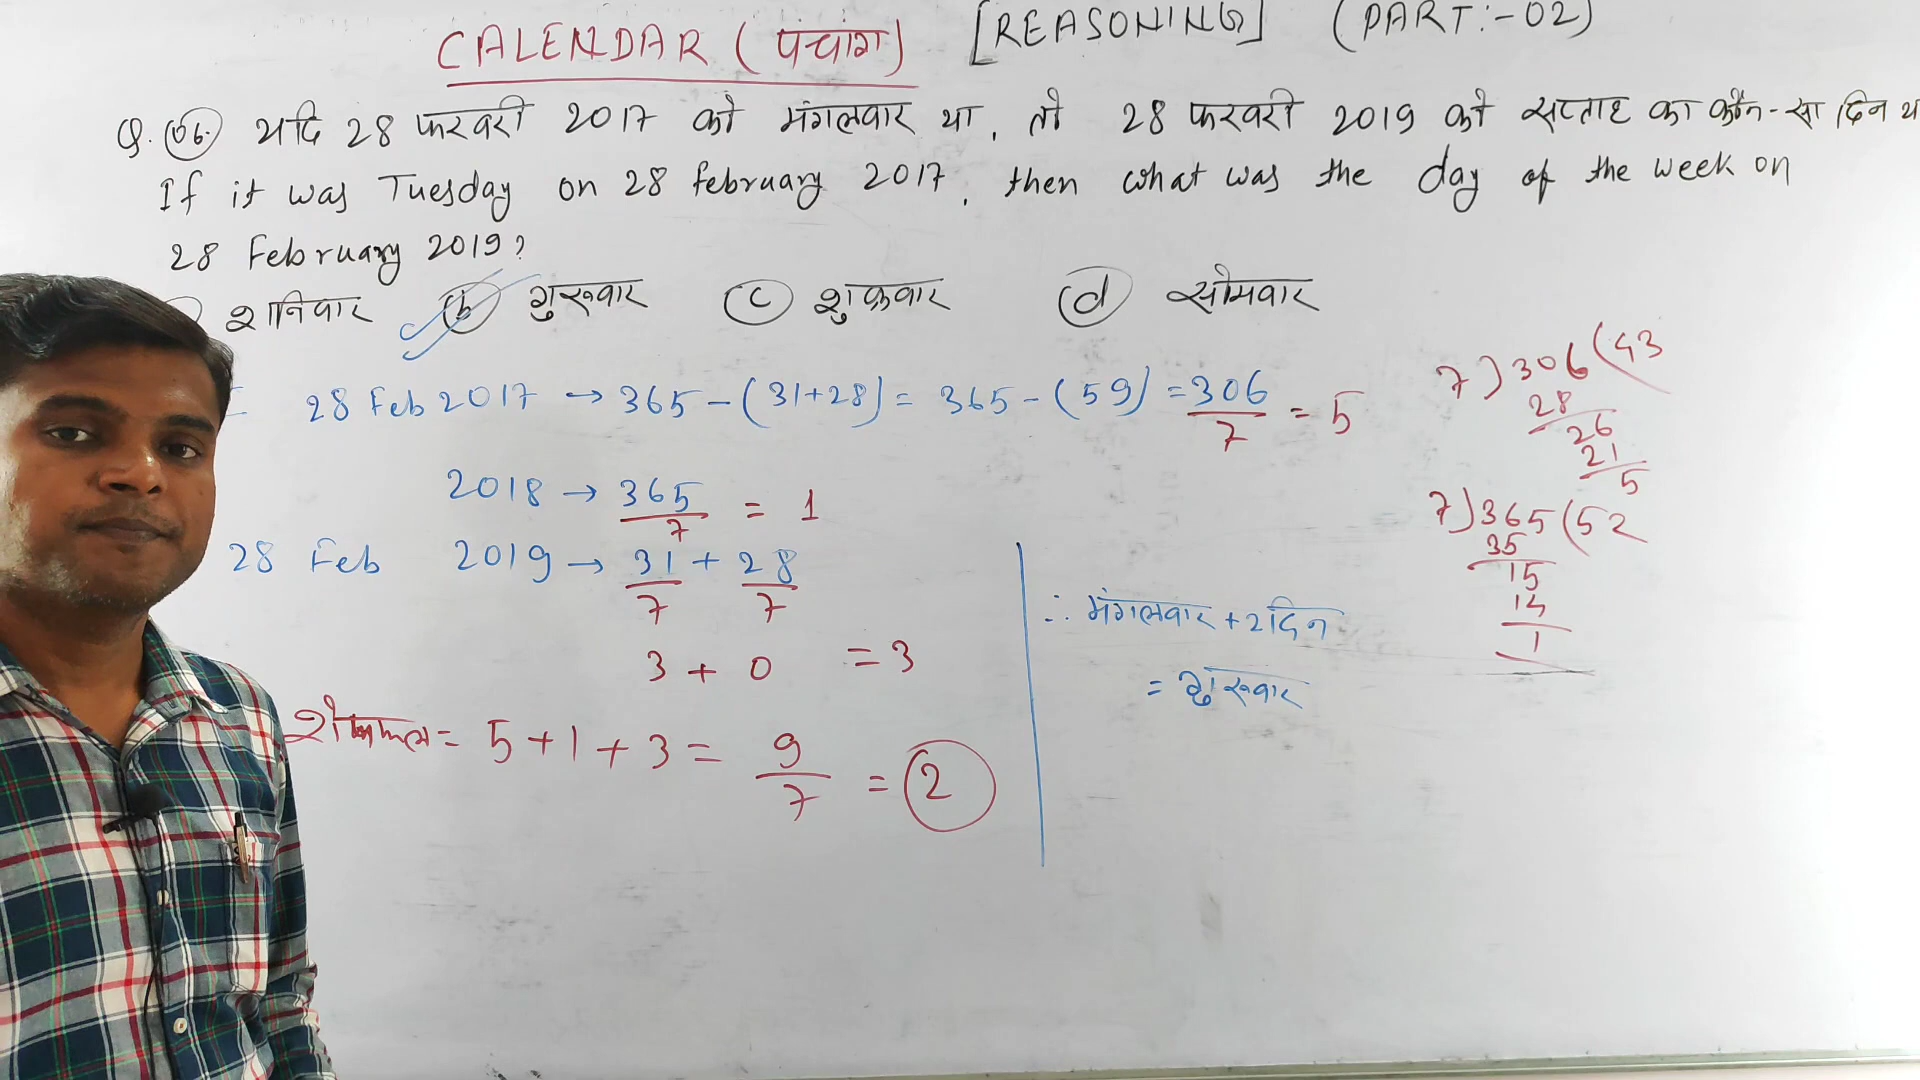 CALENDAR (पंचांग) [REASONING] (PART:-02)
Q. 06. यदि 28 फरवरी 2017 को मंगलवार था, तो 28 फरवरी 2019 को सप्ताह का कौन-सा दिन
If it was Tuesday on 28 february 2017, then what was the day of the week on
28 February 2019?
शनिवार (b) गुरुवार (c) शुक्रवार (d) सोमवार
28 Feb 2017 → 365 - (31+28) = 365 - (59) = 306/7 = 5
2018 → 365/7 = 1
28 Feb 2019 → 31/7 + 28/7
3 + 0 = 3
= 5 + 1 + 3 = 9/7 = 2
∴ मंगलवार + 2 दिन
= गुरुवार
7) 306 (43
28
26
21
5
7) 365 (52
35
15
14
1